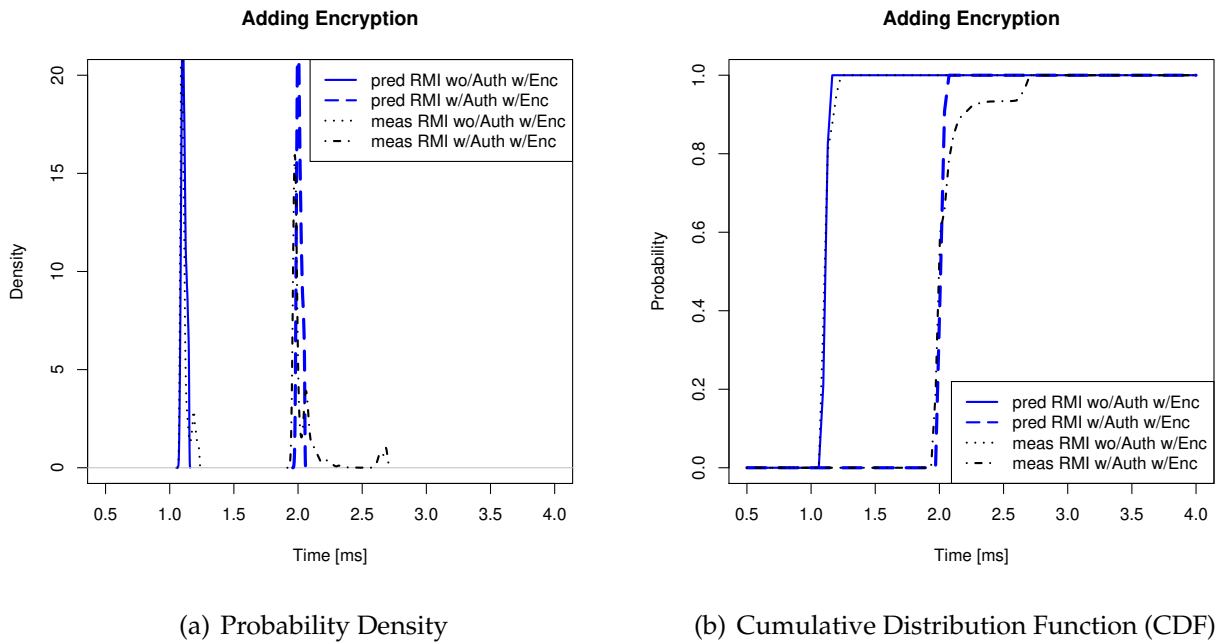 Adding Encryption
Density
20
15
10
5
0
0.5 1.0 1.5 2.0 2.5 3.0 3.5 4.0
Time [ms]
pred RMI wo/Auth w/Enc
pred RMI w/Auth w/Enc
meas RMI wo/Auth w/Enc
meas RMI w/Auth w/Enc
(a) Probability Density
Adding Encryption
Probability
1.0
0.8
0.6
0.4
0.2
0.0
0.5 1.0 1.5 2.0 2.5 3.0 3.5 4.0
Time [ms]
pred RMI wo/Auth w/Enc
pred RMI w/Auth w/Enc
meas RMI wo/Auth w/Enc
meas RMI w/Auth w/Enc
(b) Cumulative Distribution Function (CDF)